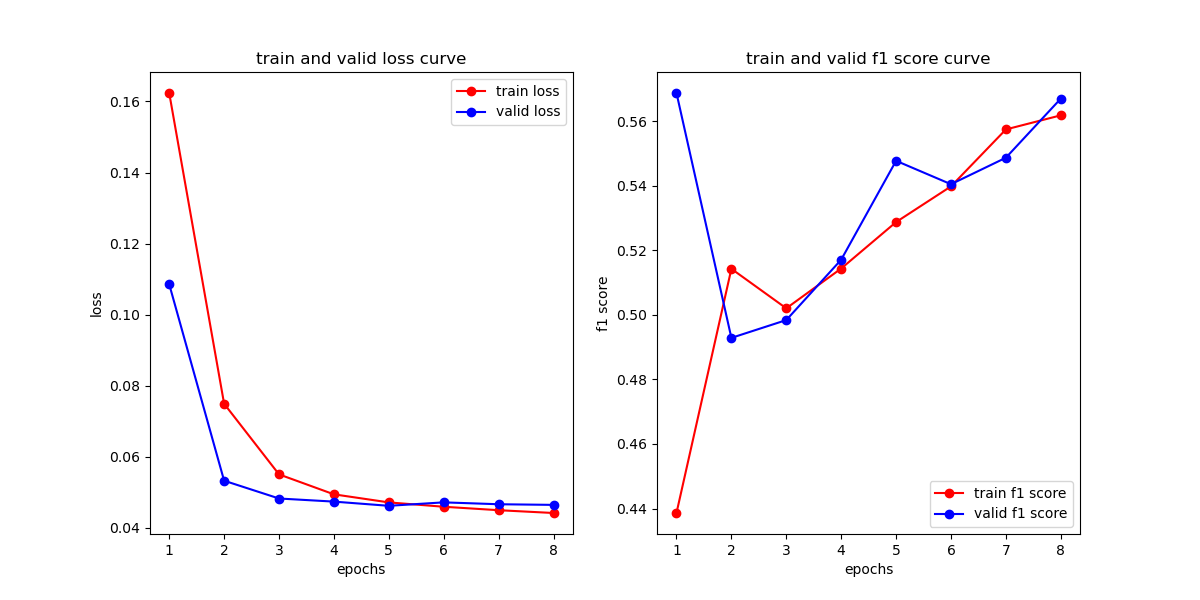 train and valid loss curve
train loss
valid loss
0.16
0.14
0.12
0.10
0.08
0.06
0.04
loss
1 2 3 4 5 6 7 8
epochs
train and valid f1 score curve
0.56
0.54
0.52
0.50
0.48
0.46
0.44
f1 score
train f1 score
valid f1 score
1 2 3 4 5 6 7 8
epochs